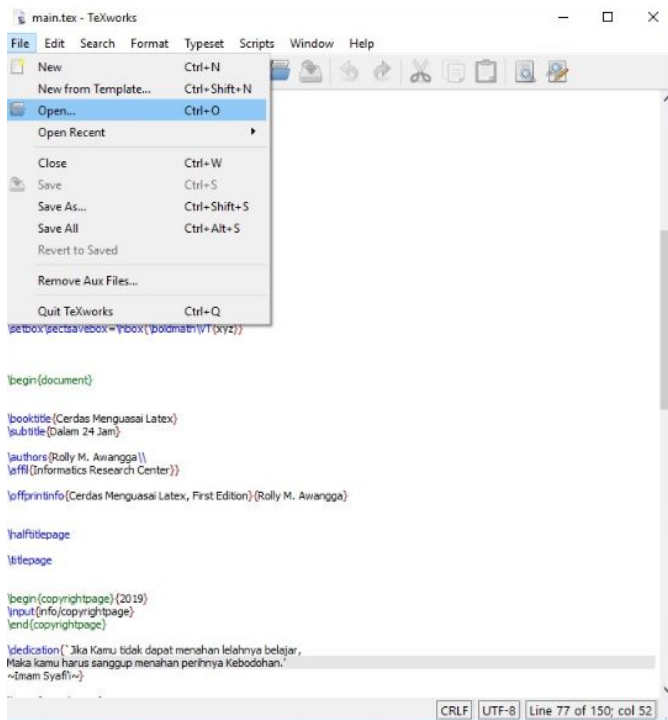 main.tex - TeXworks
File Edit Search Format Typeset Scripts Window Help
New Ctrl+N
New from Template... Ctrl+Shift+N
Open... Ctrl+O
Open Recent
Close Ctrl+W
Save Ctrl+S
Save As... Ctrl+Shift+S
Save All Ctrl+Alt+S
Revert to Saved
Remove Aux Files...
Quit TeXworks Ctrl+Q
\setbox\sectsavebox=\hbox{\boldmath\VT{xyz}}
\begin{document}
\booktitle{Cerdas Menguasai Latex}
\subtitle{Dalam 24 Jam}
\authors{Rolly M. Awangga\\
\affil{Informatics Research Center}}
\offprintinfo{Cerdas Menguasai Latex, First Edition}{Rolly M. Awangga}
\halftitlepage
\titlepage
\begin{copyrightpage}{2019}
\input{info/copyrightpage}
\end{copyrightpage}
\dedication{`Jika Kamu tidak dapat menahan lelahnya belajar,
Maka kamu harus sanggup menahan perihnya Kebodohan.'
~Imam Syafi'i~}
CRLF UTF-8 Line 77 of 150; col 52